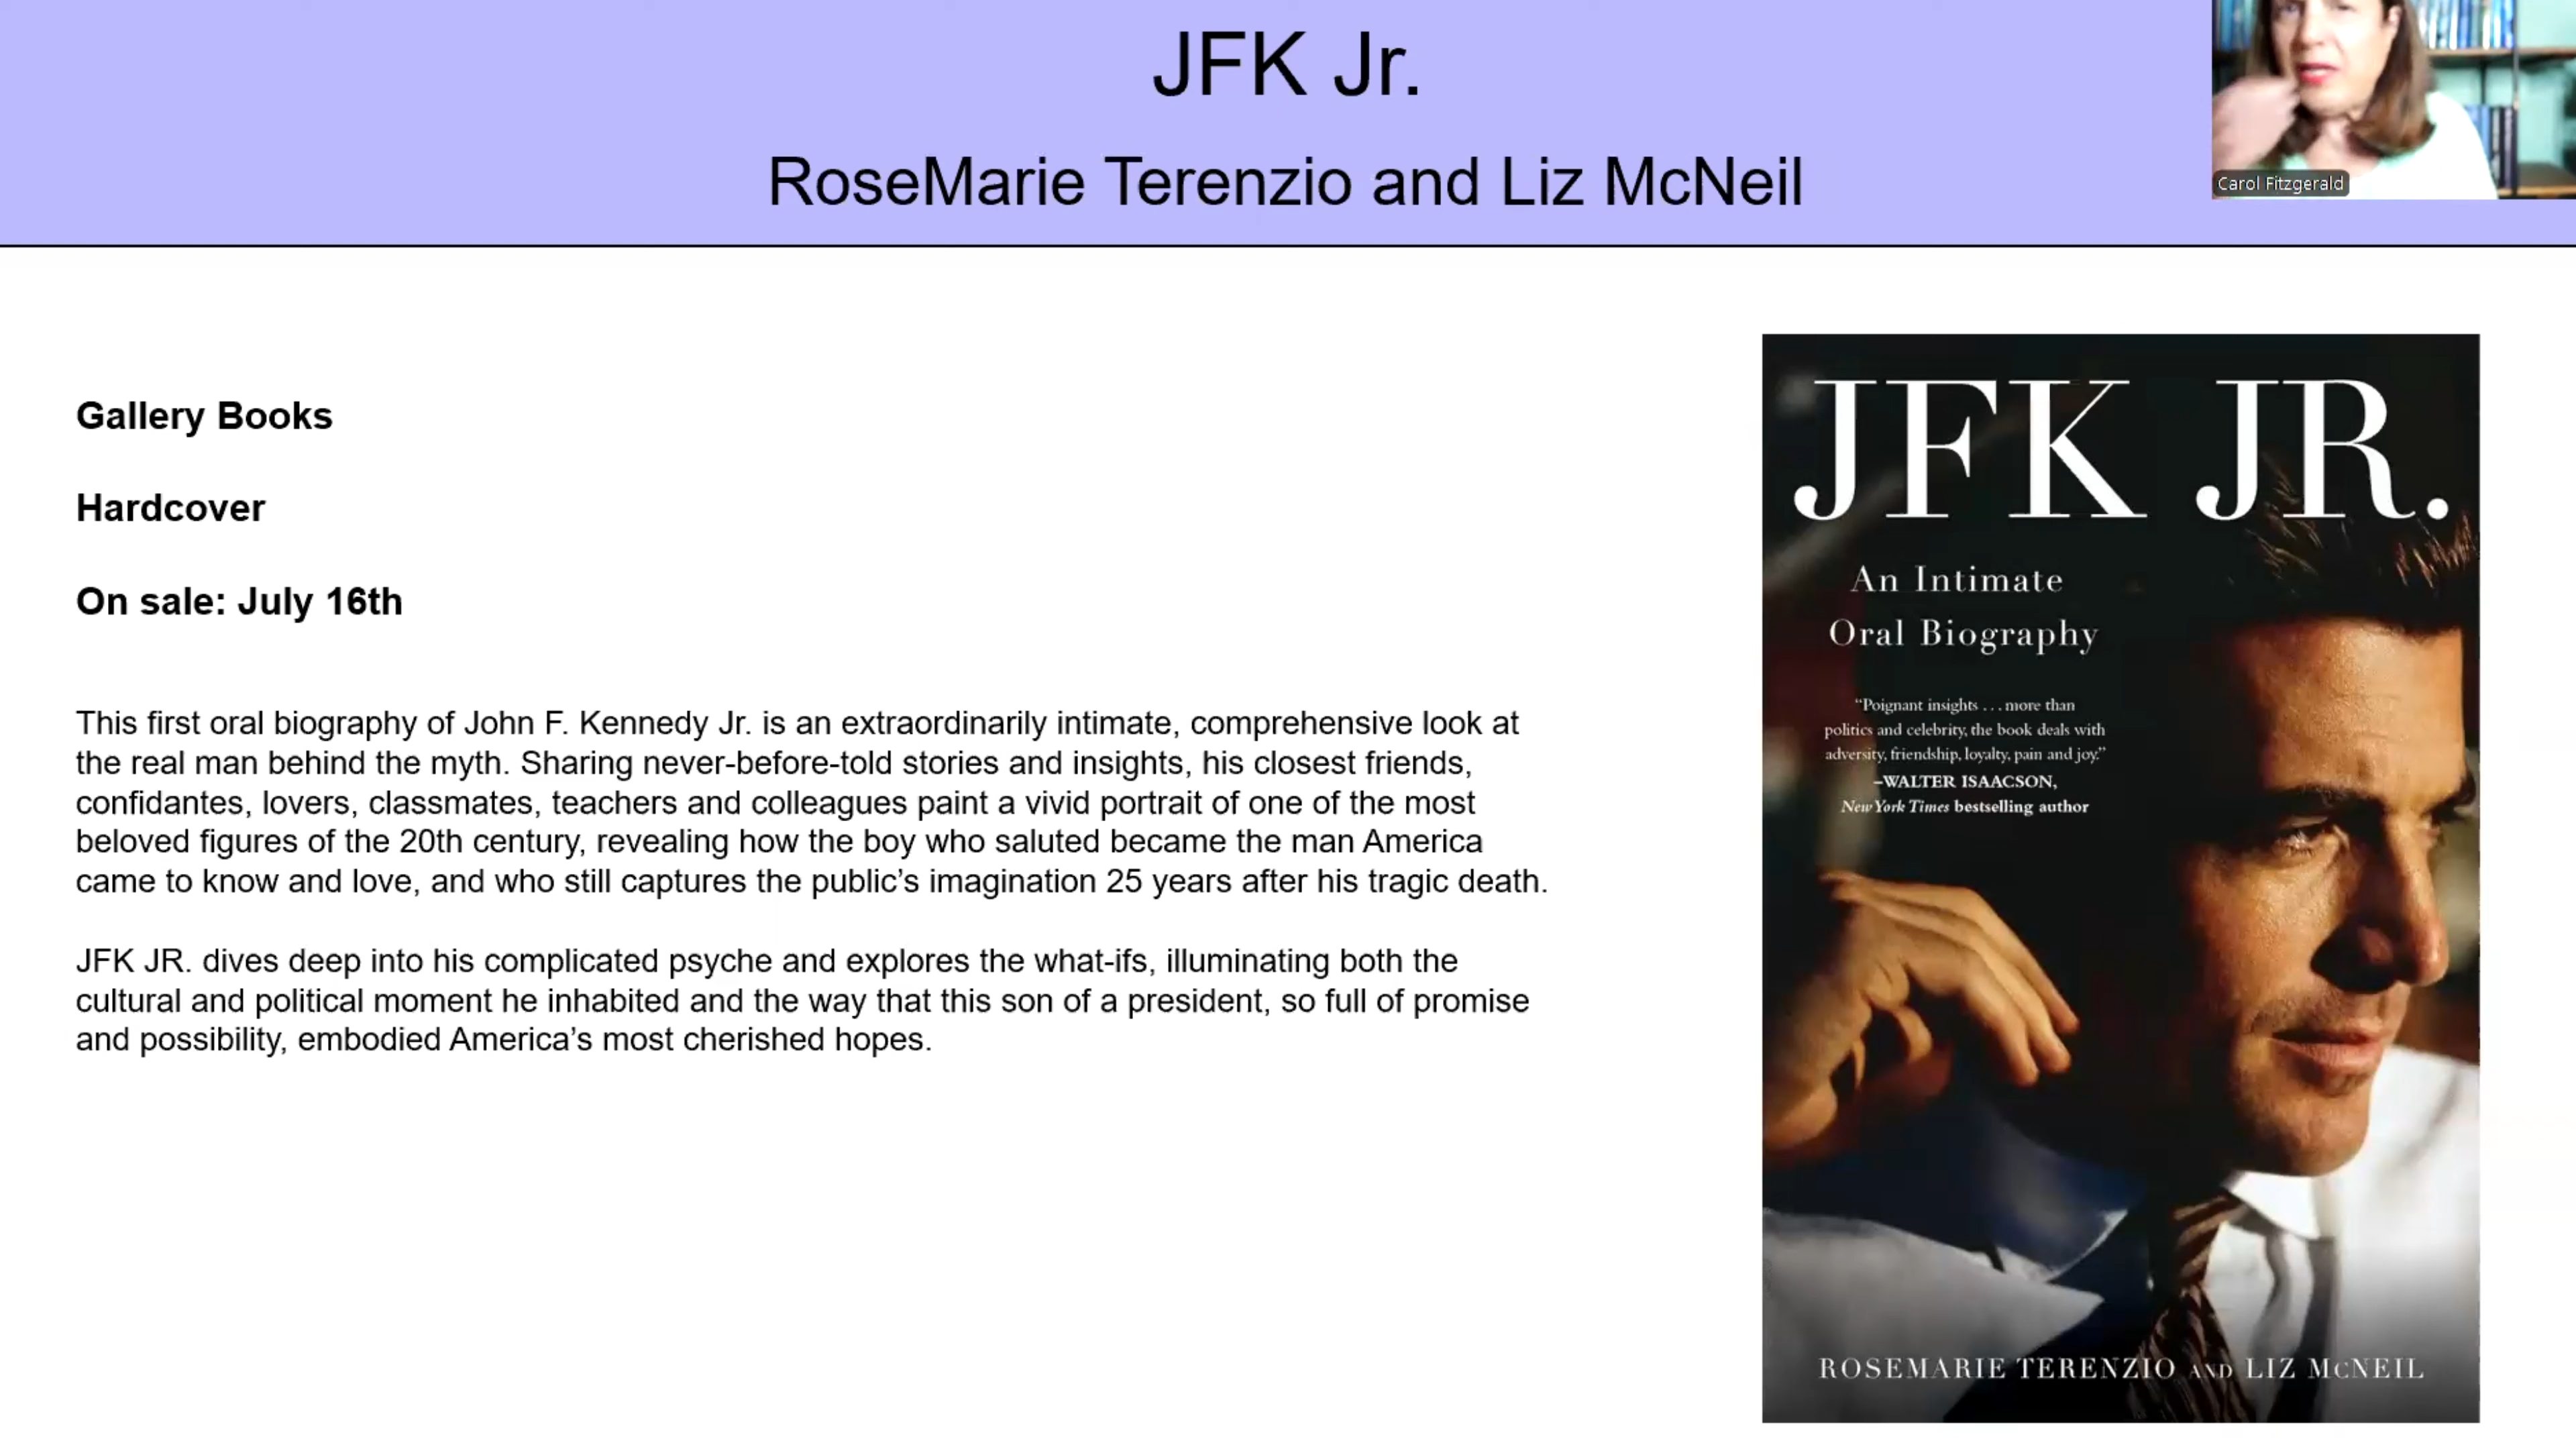 JFK Jr.
RoseMarie Terenzio and Liz McNeil
Carol Fitzgerald
Gallery Books
Hardcover
On sale: July 16th
This first oral biography of John F. Kennedy Jr. is an extraordinarily intimate, comprehensive look at
the real man behind the myth. Sharing never-before-told stories and insights, his closest friends,
confidantes, lovers, classmates, teachers and colleagues paint a vivid portrait of one of the most
beloved figures of the 20th century, revealing how the boy who saluted became the man America
came to know and love, and who still captures the public’s imagination 25 years after his tragic death.
JFK JR. dives deep into his complicated psyche and explores the what-ifs, illuminating both the
cultural and political moment he inhabited and the way that this son of a president, so full of promise
and possibility, embodied America’s most cherished hopes.
JFK JR.
An Intimate
Oral Biography
“Poignant insights . . . more than
politics and celebrity, the book deals with
adversity, friendship, loyalty, pain and joy.”
–WALTER ISAACSON,
New York Times bestselling author
ROSEMARIE TERENZIO AND LIZ McNEIL